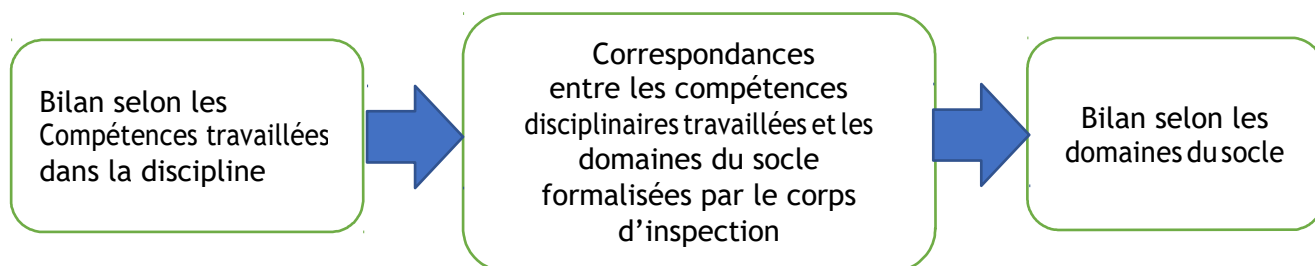 Bilan selon les
Compétences travaillées
dans la discipline
Correspondances
entre les compétences
disciplinaires travaillées et les
domaines du socle
formalisées par le corps
d’inspection
Bilan selon les
domaines du socle